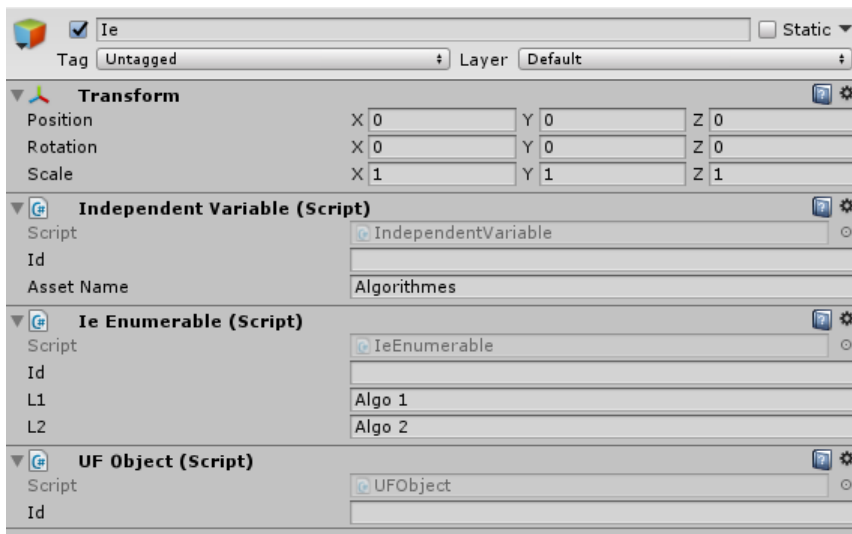 Ie Static
Tag Untagged Layer Default
Transform
Position X 0 Y 0 Z 0
Rotation X 0 Y 0 Z 0
Scale X 1 Y 1 Z 1
Independent Variable (Script)
Script IndependentVariable
Id
Asset Name Algorithmes
Ie Enumerable (Script)
Script IeEnumerable
Id
L1 Algo 1
L2 Algo 2
UF Object (Script)
Script UFObject
Id